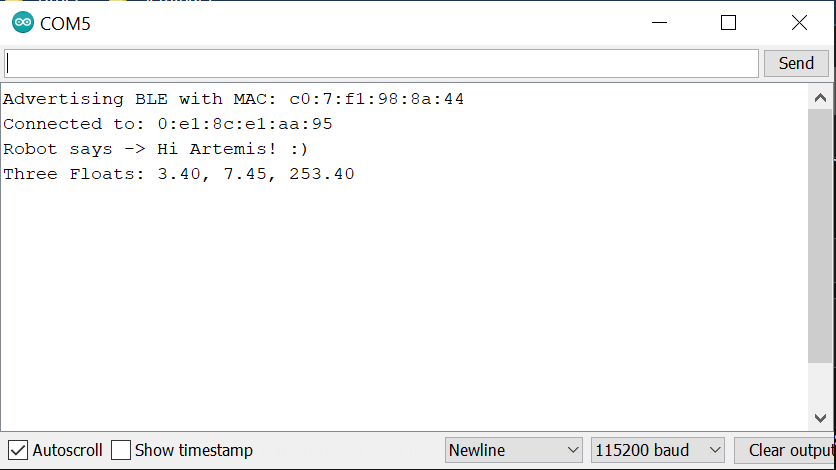 COM5
Send
Advertising BLE with MAC: c0:7:f1:98:8a:44
Connected to: 0:e1:8c:e1:aa:95
Robot says -> Hi Artemis! :)
Three Floats: 3.40, 7.45, 253.40
Autoscroll Show timestamp Newline 115200 baud Clear output